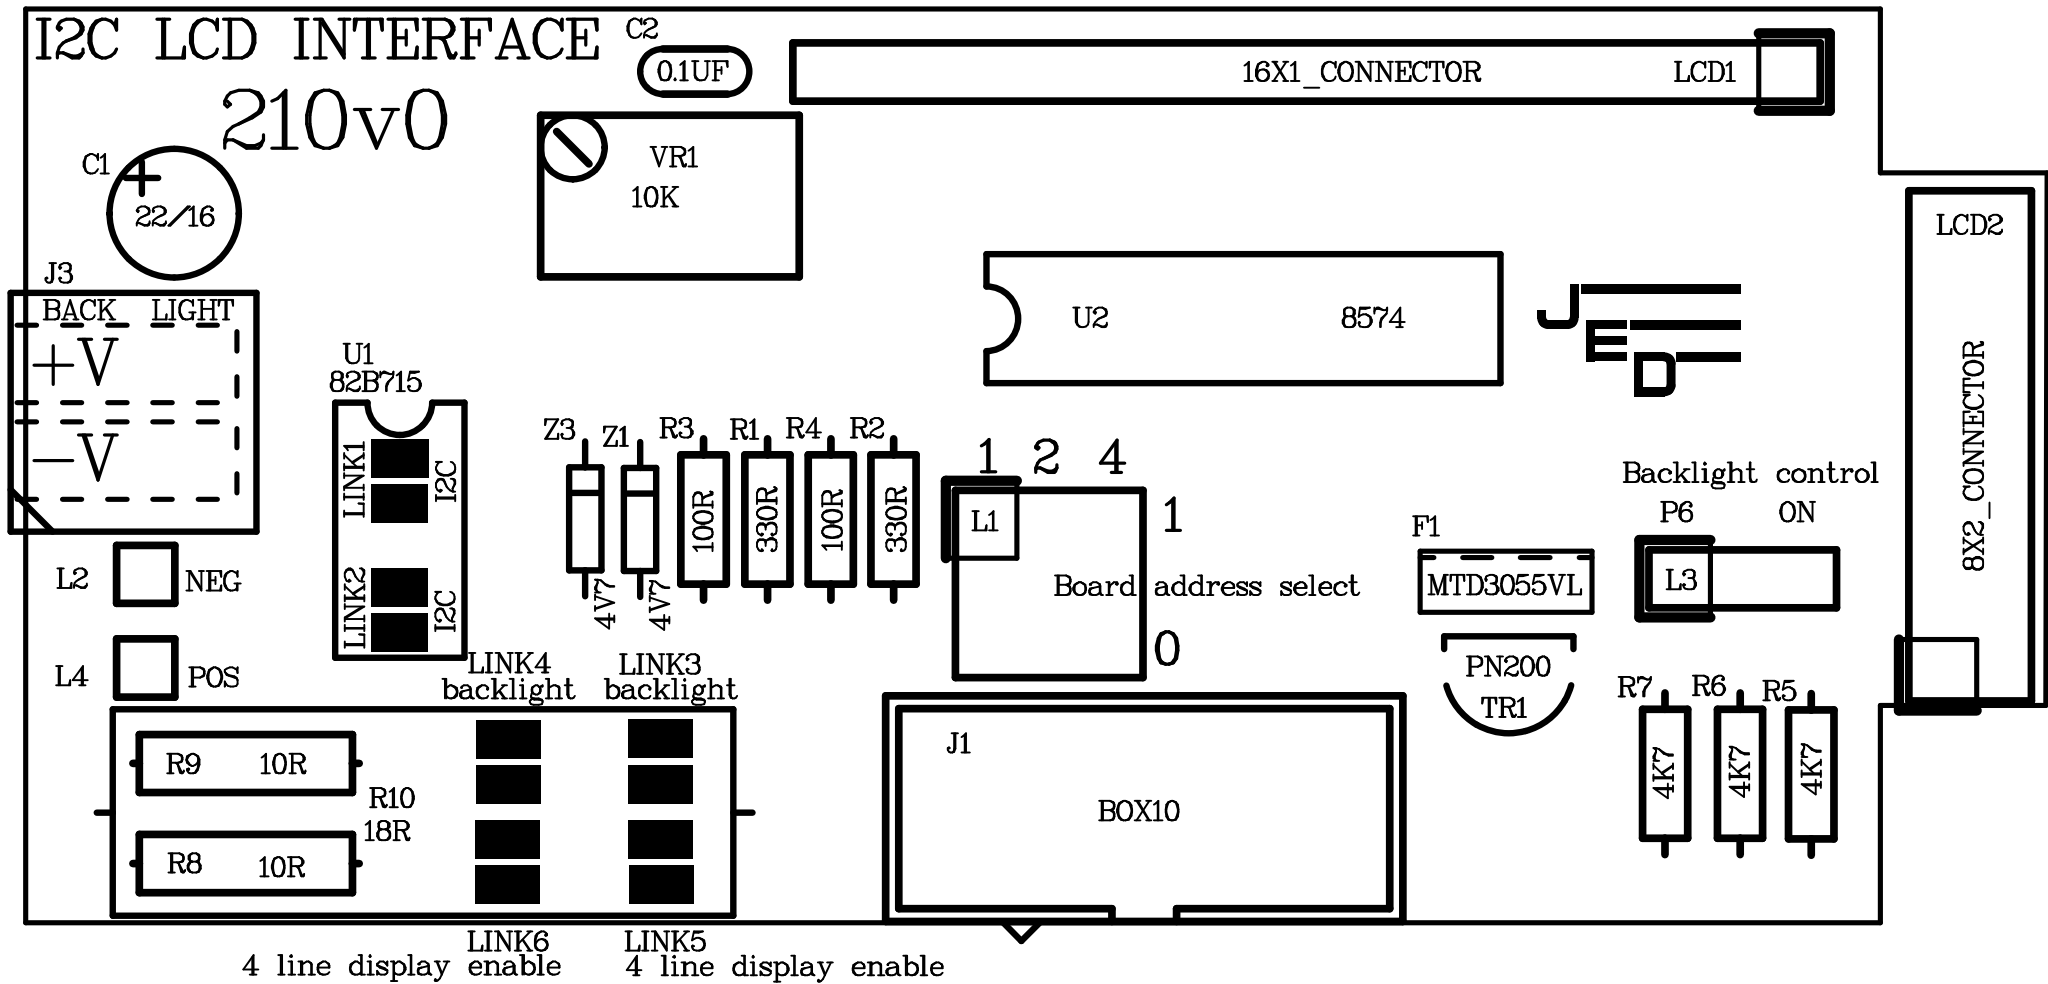 I2C LCD INTERFACE
210v0
C2
0.1UF
16X1_CONNECTOR
LCD1
C1
22/16
VR1
10K
LCD2
8X2_CONNECTOR
J3
BACK LIGHT
+V
-V
U1
82B715
LINK1
I2C
LINK2
I2C
U2
8574
JED
Z3
4V7
Z1
4V7
R3
100R
R1
330R
R4
100R
R2
330R
1 2 4
L1
1
Board address select
0
F1
MTD3055VL
PN200
TR1
Backlight control
P6
ON
L3
L2
NEG
L4
POS
LINK4
backlight
LINK3
backlight
R9
10R
R10
18R
R8
10R
J1
BOX10
R7
4K7
R6
4K7
R5
4K7
LINK6
4 line display enable
LINK5
4 line display enable